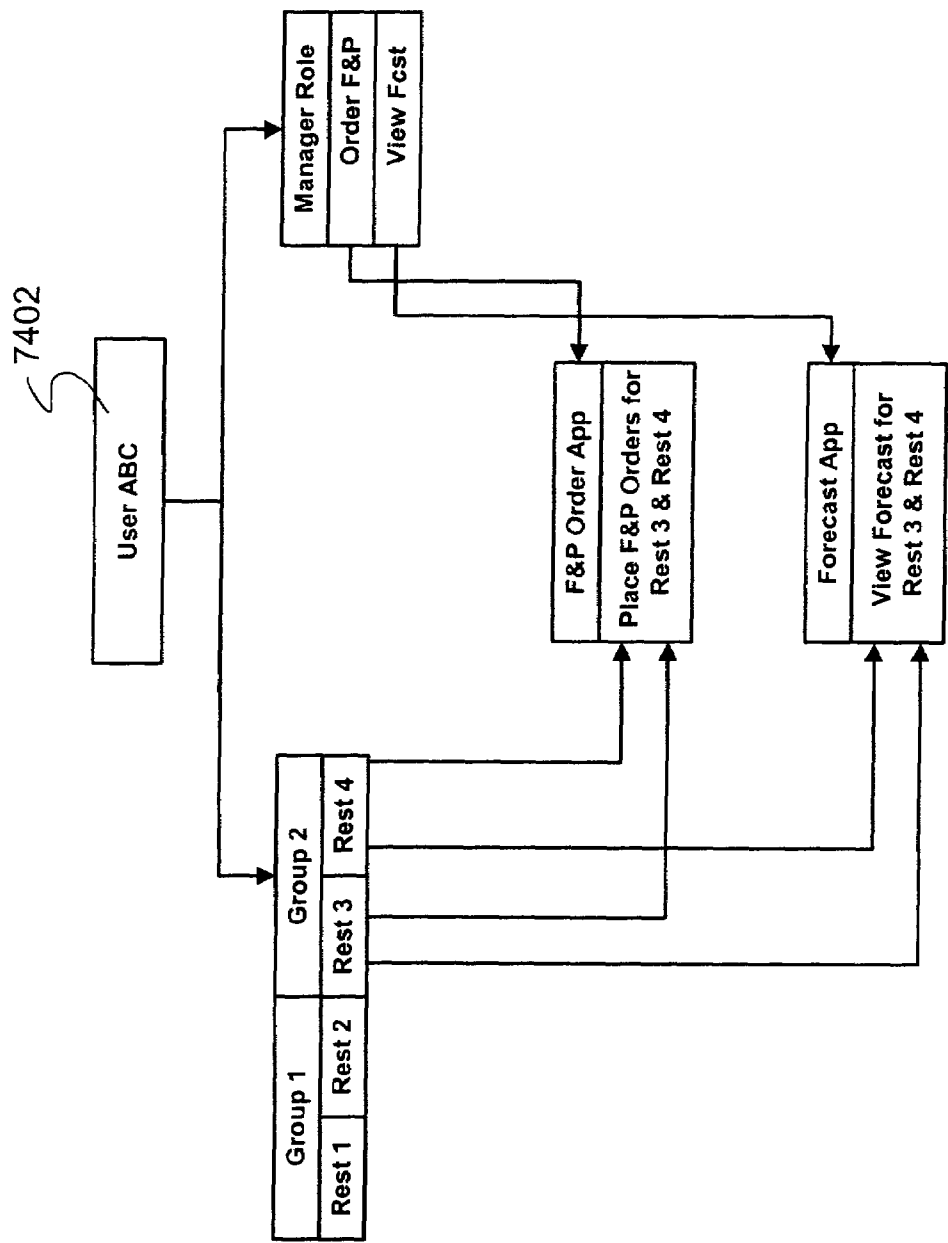 7402
User ABC
Group 1
Group 2
Rest 1
Rest 2
Rest 3
Rest 4
Manager Role
Order F&P
View Fcst
F&P Order App
Place F&P Orders for
Rest 3 & Rest 4
Forecast App
View Forecast for
Rest 3 & Rest 4